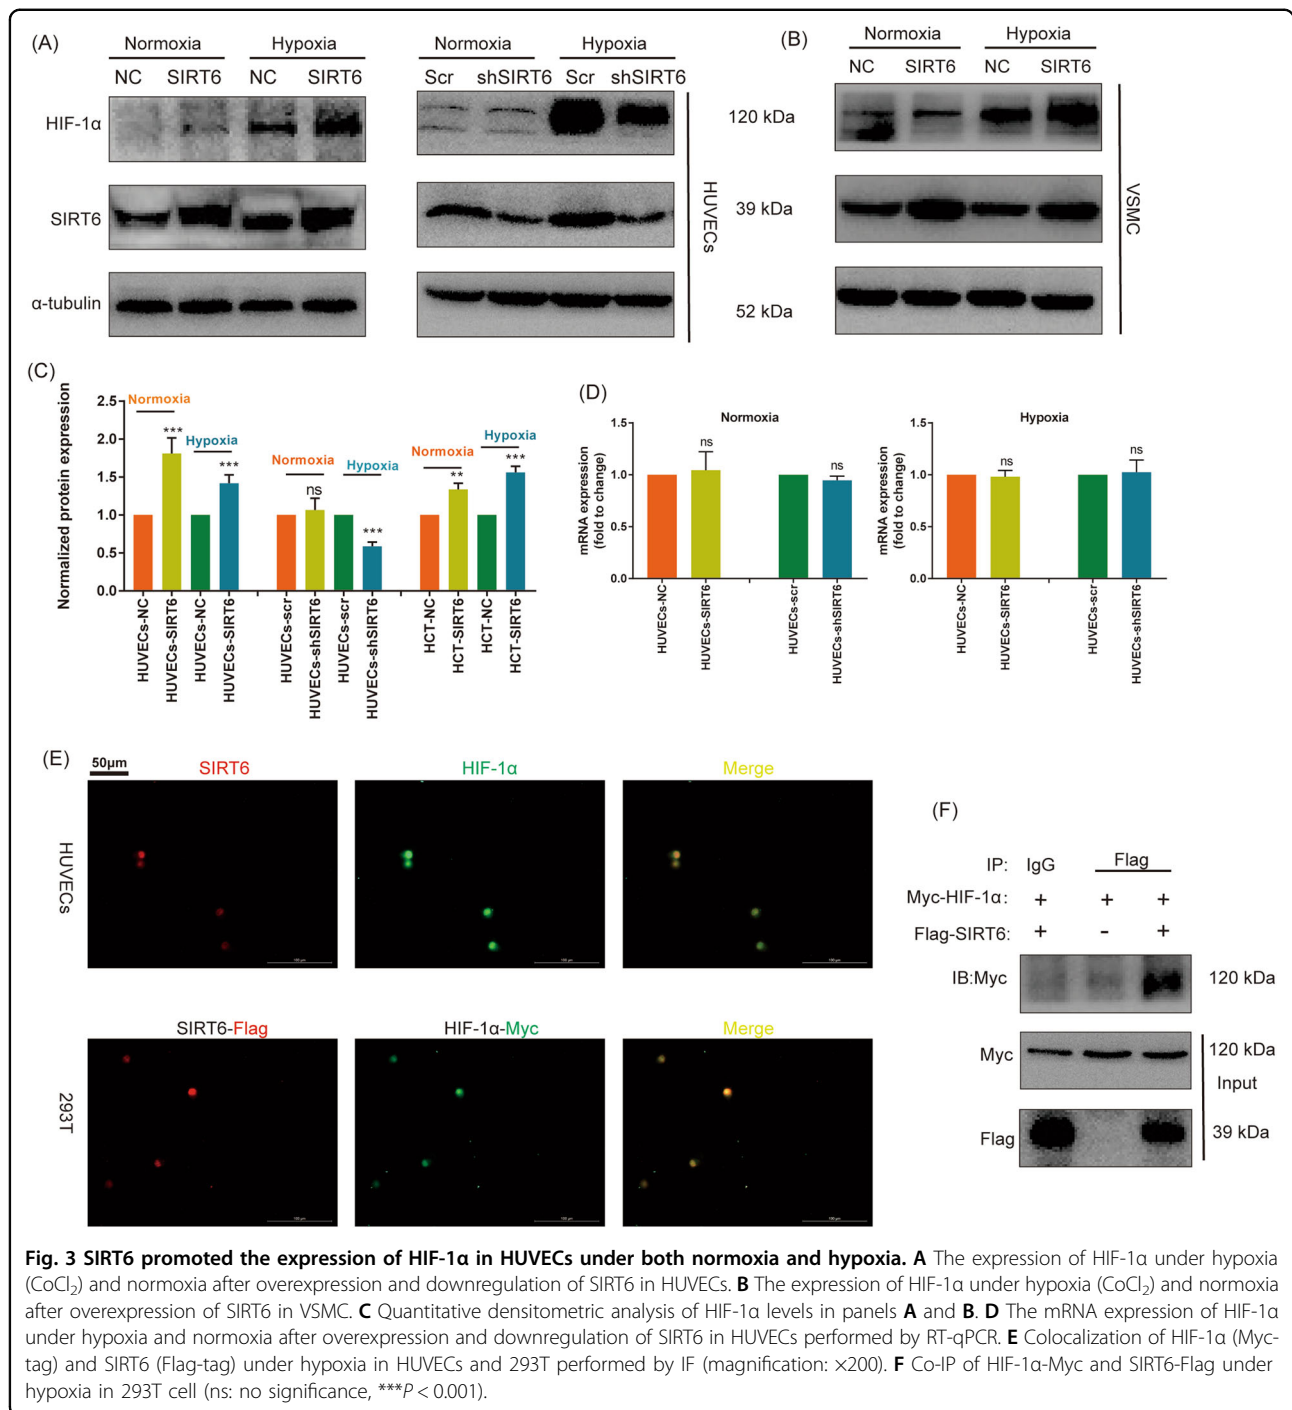 (A)
Normoxia Hypoxia
NC SIRT6 NC SIRT6
Normoxia Hypoxia
Scr shSIRT6 Scr shSIRT6
HIF-1α
SIRT6
α-tubulin
HUVECs
(B)
Normoxia Hypoxia
NC SIRT6 NC SIRT6
120 kDa
39 kDa
52 kDa
VSMC
(C)
Normalized protein expression
2.5
2.0
1.5
1.0
0.5
0.0
Normoxia
***
Hypoxia
***
Normoxia
ns
Hypoxia
***
Normoxia
**
Hypoxia
***
HUVECs-NC
HUVECs-SIRT6
HUVECs-NC
HUVECs-SIRT6
HUVECs-scr
HUVECs-shSIRT6
HUVECs-scr
HUVECs-shSIRT6
HCT-NC
HCT-SIRT6
HCT-NC
HCT-SIRT6
(D)
Normoxia
mRNA expression
(fold to change)
1.5
1.0
0.5
0.0
ns
ns
HUVECs-NC
HUVECs-SIRT6
HUVECs-scr
HUVECs-shSIRT6
Hypoxia
mRNA expression
(fold to change)
1.5
1.0
0.5
0.0
ns
ns
HUVECs-NC
HUVECs-SIRT6
HUVECs-scr
HUVECs-shSIRT6
(E)
50μm
SIRT6 HIF-1α Merge
HUVECs
100 μm
100 μm
100 μm
SIRT6-Flag HIF-1α-Myc Merge
293T
100 μm
100 μm
100 μm
(F)
IP: IgG Flag
Myc-HIF-1α: + + +
Flag-SIRT6: + - +
IB:Myc 120 kDa
Myc 120 kDa
Input
Flag 39 kDa
Fig. 3 SIRT6 promoted the expression of HIF-1α in HUVECs under both normoxia and hypoxia. A The expression of HIF-1α under hypoxia
(CoCl₂) and normoxia after overexpression and downregulation of SIRT6 in HUVECs. B The expression of HIF-1α under hypoxia (CoCl₂) and normoxia
after overexpression of SIRT6 in VSMC. C Quantitative densitometric analysis of HIF-1α levels in panels A and B. D The mRNA expression of HIF-1α
under hypoxia and normoxia after overexpression and downregulation of SIRT6 in HUVECs performed by RT-qPCR. E Colocalization of HIF-1α (Myc-
tag) and SIRT6 (Flag-tag) under hypoxia in HUVECs and 293T performed by IF (magnification: ×200). F Co-IP of HIF-1α-Myc and SIRT6-Flag under
hypoxia in 293T cell (ns: no significance, ***P < 0.001).